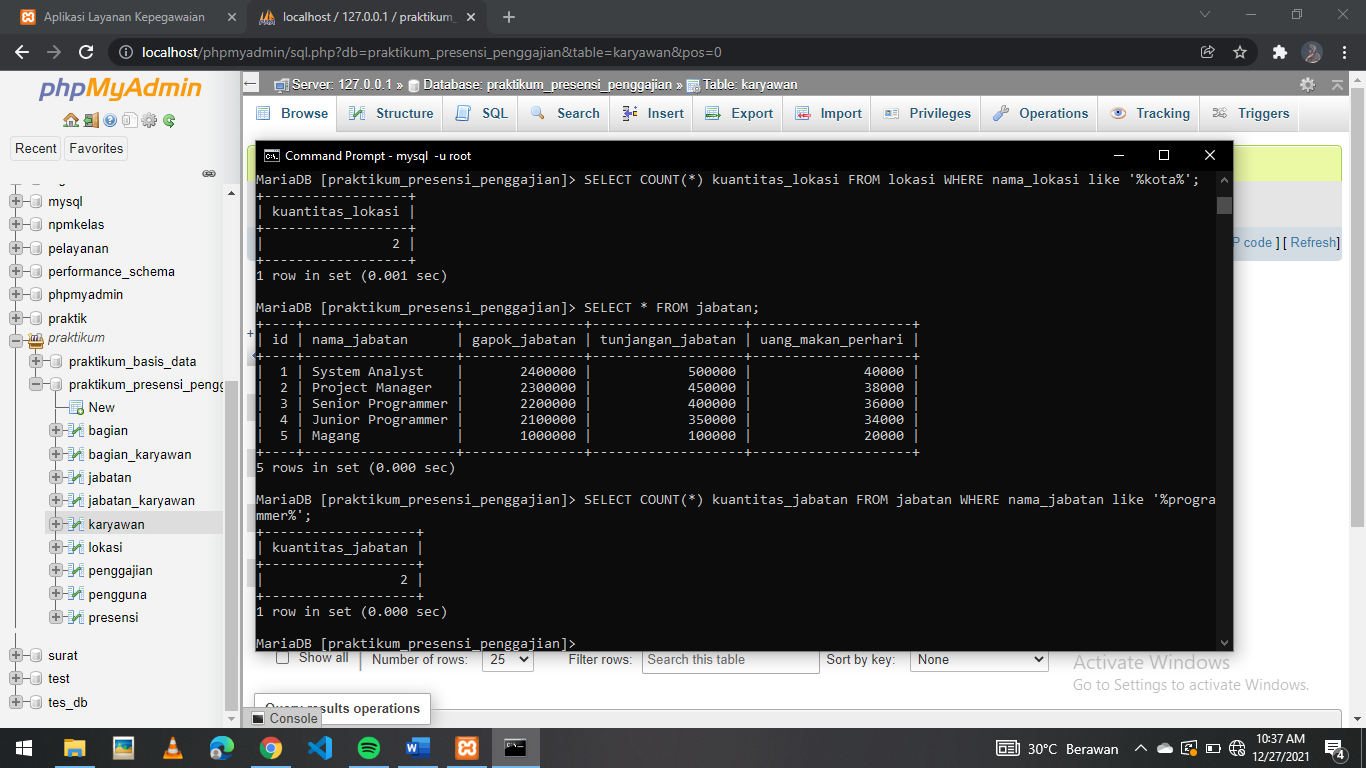 Aplikasi Layanan Kepegawaian
localhost / 127.0.0.1 / praktikum_
localhost/phpmyadmin/sql.php?db=praktikum_presensi_penggajian&table=karyawan&pos=0
phpMyAdmin
Recent
Favorites
mysql
npmkelas
pelayanan
performance_schema
phpmyadmin
praktik
praktikum
praktikum_basis_data
praktikum_presensi_pengg
New
bagian
bagian_karyawan
jabatan
jabatan_karyawan
karyawan
lokasi
penggajian
pengguna
presensi
surat
test
tes_db
Server: 127.0.0.1 » Database: praktikum_presensi_penggajian » Table: karyawan
Browse Structure SQL Search Insert Export Import Privileges Operations Tracking Triggers
P code ] [ Refresh]
Command Prompt - mysql -u root
MariaDB [praktikum_presensi_penggajian]> SELECT COUNT(*) kuantitas_lokasi FROM lokasi WHERE nama_lokasi like '%kota%';
+------------------+
| kuantitas_lokasi |
+------------------+
|                2 |
+------------------+
1 row in set (0.001 sec)
MariaDB [praktikum_presensi_penggajian]> SELECT * FROM jabatan;
+----+-------------------+---------------+-------------------+--------------------+
| id | nama_jabatan      | gapok_jabatan | tunjangan_jabatan | uang_makan_perhari |
+----+-------------------+---------------+-------------------+--------------------+
|  1 | System Analyst    |       2400000 |            500000 |              40000 |
|  2 | Project Manager   |       2300000 |            450000 |              38000 |
|  3 | Senior Programmer |       2200000 |            400000 |              36000 |
|  4 | Junior Programmer |       2100000 |            350000 |              34000 |
|  5 | Magang            |       1000000 |            100000 |              20000 |
+----+-------------------+---------------+-------------------+--------------------+
5 rows in set (0.000 sec)
MariaDB [praktikum_presensi_penggajian]> SELECT COUNT(*) kuantitas_jabatan FROM jabatan WHERE nama_jabatan like '%progra
mmer%';
+-------------------+
| kuantitas_jabatan |
+-------------------+
|                 2 |
+-------------------+
1 row in set (0.000 sec)
MariaDB [praktikum_presensi_penggajian]>
Show all Number of rows: 25 Filter rows: Search this table Sort by key: None
Activate Windows
Go to Settings to activate Windows.
Query results operations
Console
30°C Berawan
10:37 AM
12/27/2021
4